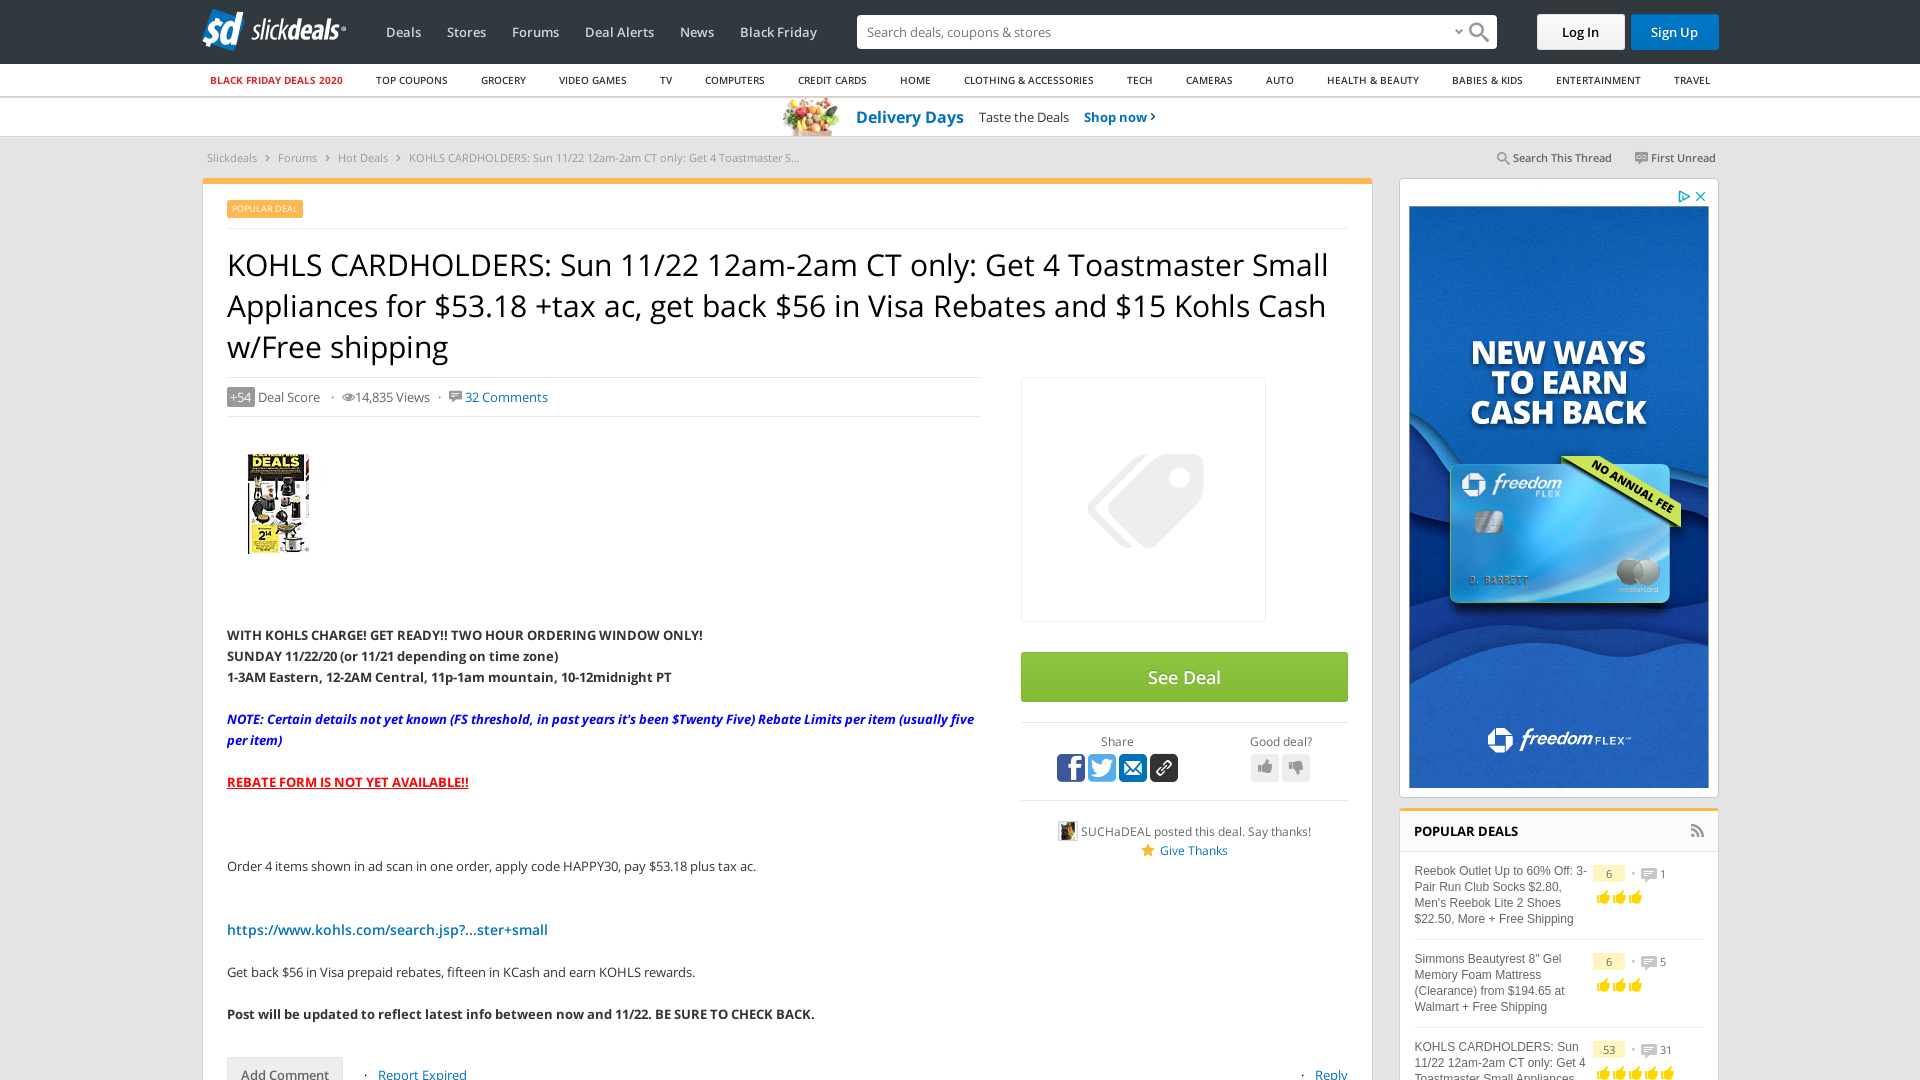 sd slickdeals
Deals Stores Forums Deal Alerts News Black Friday
Search deals, coupons & stores
Log In Sign Up
BLACK FRIDAY DEALS 2020 TOP COUPONS GROCERY VIDEO GAMES TV COMPUTERS CREDIT CARDS HOME CLOTHING & ACCESSORIES TECH CAMERAS AUTO HEALTH & BEAUTY BABIES & KIDS ENTERTAINMENT TRAVEL
Delivery Days Taste the Deals Shop now
Slickdeals Forums Hot Deals KOHLS CARDHOLDERS: Sun 11/22 12am-2am CT only: Get 4 Toastmaster S...
Search This Thread First Unread
POPULAR DEAL
KOHLS CARDHOLDERS: Sun 11/22 12am-2am CT only: Get 4 Toastmaster Small
Appliances for $53.18 +tax ac, get back $56 in Visa Rebates and $15 Kohls Cash
w/Free shipping
+54 Deal Score · 14,835 Views · 32 Comments
DEALS
214
WITH KOHLS CHARGE! GET READY!! TWO HOUR ORDERING WINDOW ONLY!
SUNDAY 11/22/20 (or 11/21 depending on time zone)
1-3AM Eastern, 12-2AM Central, 11p-1am mountain, 10-12midnight PT
NOTE: Certain details not yet known (FS threshold, in past years it's been $Twenty Five) Rebate Limits per item (usually five
per item)
REBATE FORM IS NOT YET AVAILABLE!!
Order 4 items shown in ad scan in one order, apply code HAPPY30, pay $53.18 plus tax ac.
https://www.kohls.com/search.jsp?...ster+small
Get back $56 in Visa prepaid rebates, fifteen in KCash and earn KOHLS rewards.
Post will be updated to reflect latest info between now and 11/22. BE SURE TO CHECK BACK.
Add Comment · Report Expired · Reply
See Deal
Share Good deal?
SUCHaDEAL posted this deal. Say thanks!
Give Thanks
NEW WAYS
TO EARN
CASH BACK
NO ANNUAL FEE
freedom
FLEX
D. BARRETT
mastercard
freedom FLEX℠
POPULAR DEALS
Reebok Outlet Up to 60% Off: 3-
Pair Run Club Socks $2.80,
Men's Reebok Lite 2 Shoes
$22.50, More + Free Shipping
6 · 1
Simmons Beautyrest 8" Gel
Memory Foam Mattress
(Clearance) from $194.65 at
Walmart + Free Shipping
6 · 5
KOHLS CARDHOLDERS: Sun
11/22 12am-2am CT only: Get 4
Toastmaster Small Appliances
53 · 31